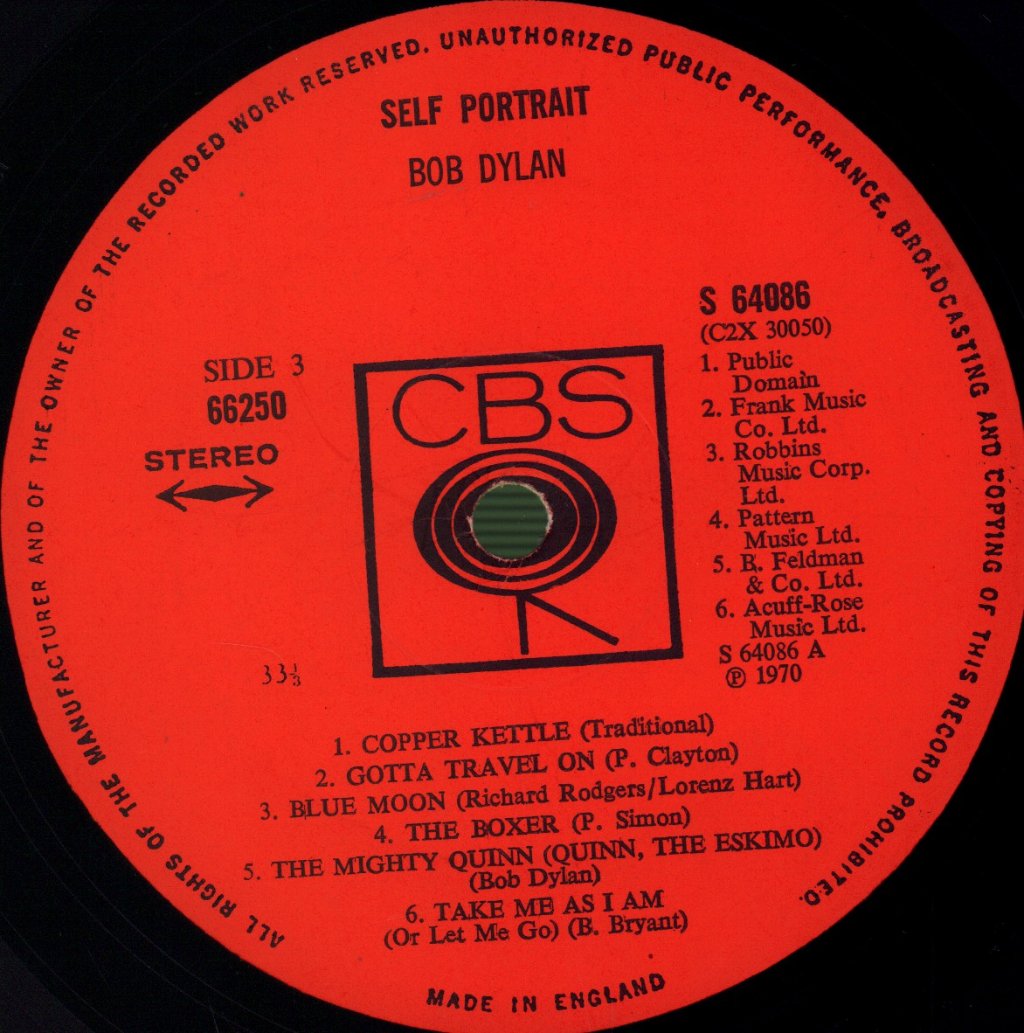 ALL RIGHTS OF THE MANUFACTURER AND OF THE OWNER OF THE RECORDED WORK RESERVED. UNAUTHORIZED PUBLIC PERFORMANCE, BROADCASTING AND COPYING OF THIS RECORD PROHIBITED.
SELF PORTRAIT
BOB DYLAN
SIDE 3
66250
STEREO
33⅓
CBS
S 64086
(C2X 30050)
1. Public
Domain
2. Frank Music
Co. Ltd.
3. Robbins
Music Corp.
Ltd.
4. Pattern
Music Ltd.
5. B. Feldman
& Co. Ltd.
6. Acuff-Rose
Music Ltd.
S 64086 A
℗ 1970
1. COPPER KETTLE (Traditional)
2. GOTTA TRAVEL ON (P. Clayton)
3. BLUE MOON (Richard Rodgers/Lorenz Hart)
4. THE BOXER (P. Simon)
5. THE MIGHTY QUINN (QUINN, THE ESKIMO)
(Bob Dylan)
6. TAKE ME AS I AM
(Or Let Me Go) (B. Bryant)
MADE IN ENGLAND